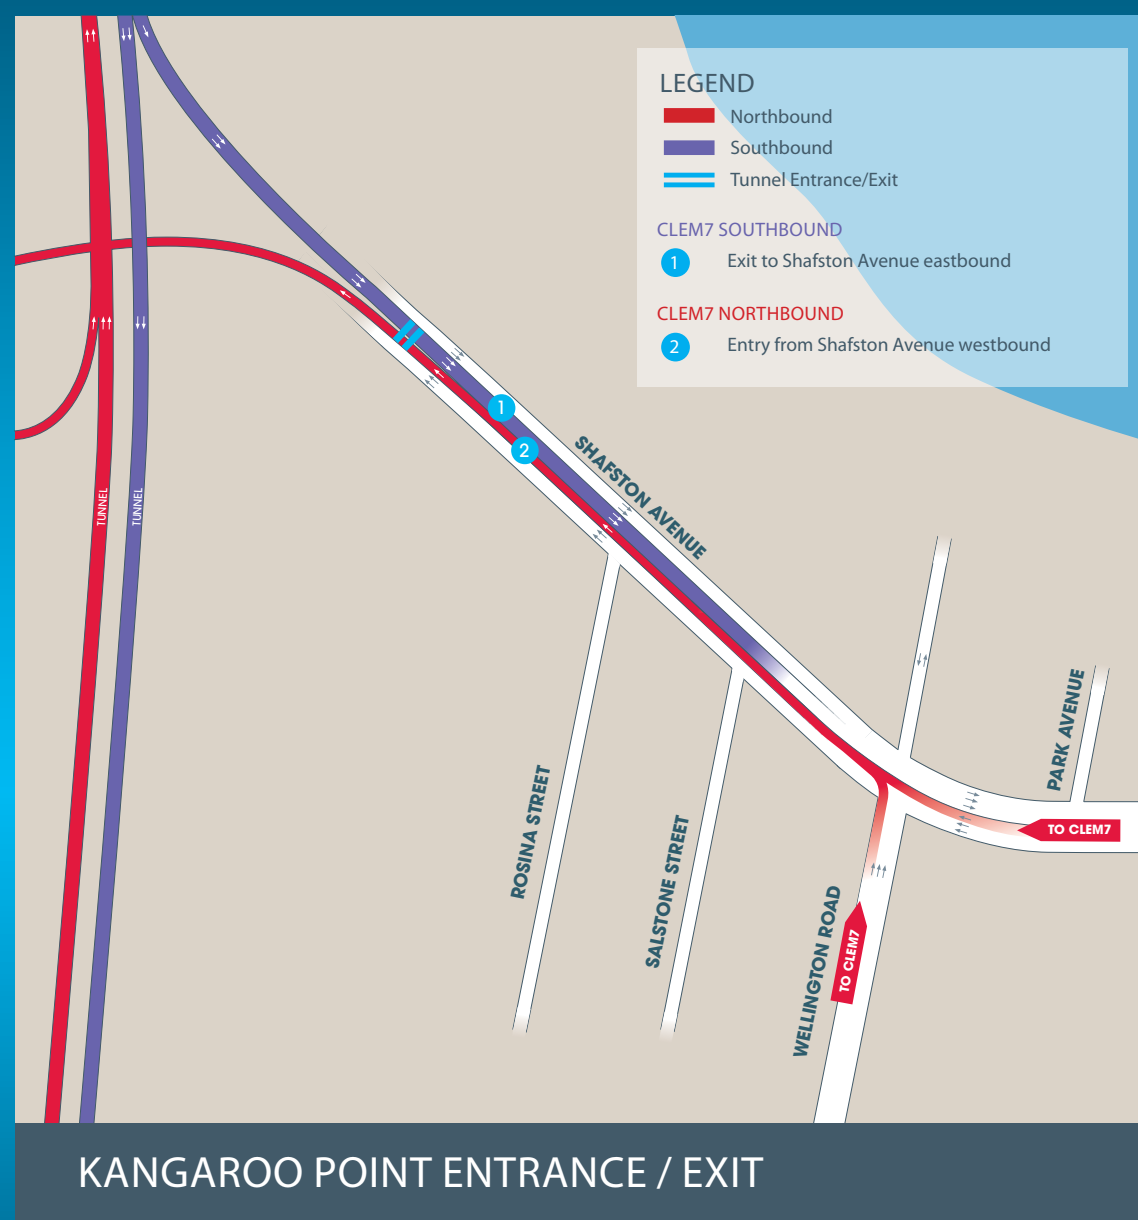 LEGEND
Northbound
Southbound
Tunnel Entrance/Exit
CLEM7 SOUTHBOUND
1 Exit to Shafston Avenue eastbound
CLEM7 NORTHBOUND
2 Entry from Shafston Avenue westbound
1
2
SHAFSTON AVENUE
TUNNEL
TUNNEL
PARK AVENUE
ROSINA STREET
SALSTONE STREET
TO CLEM7
WELLINGTON ROAD
TO CLEM7
KANGAROO POINT ENTRANCE / EXIT